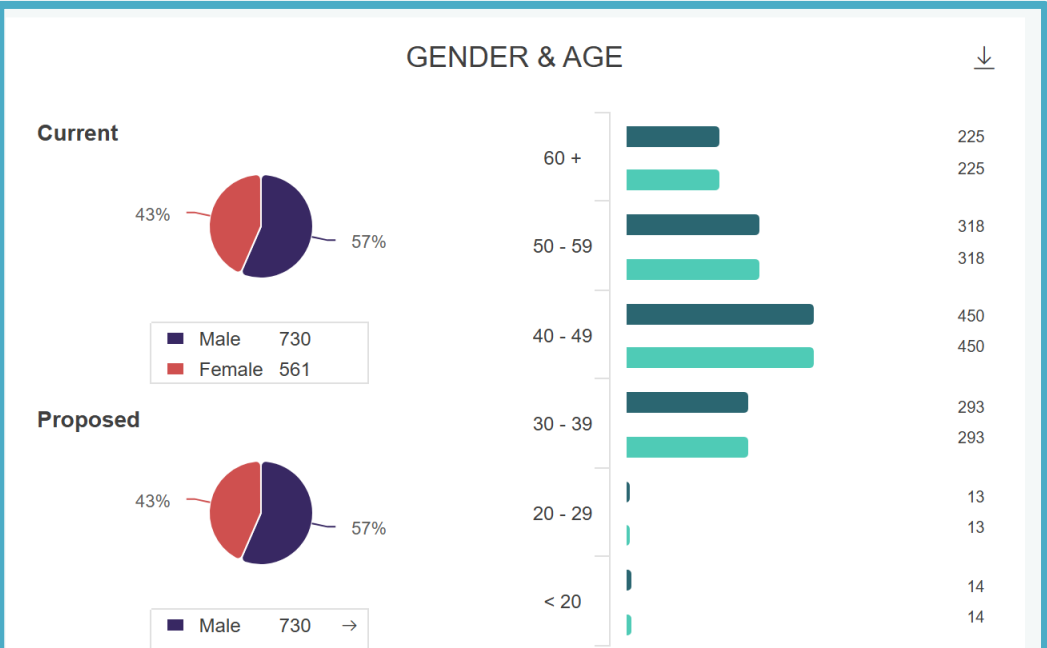 GENDER & AGE
Current
43%
57%
Male 730
Female 561
Proposed
43%
57%
Male 730 →
60 +
225
225
50 - 59
318
318
40 - 49
450
450
30 - 39
293
293
20 - 29
13
13
< 20
14
14